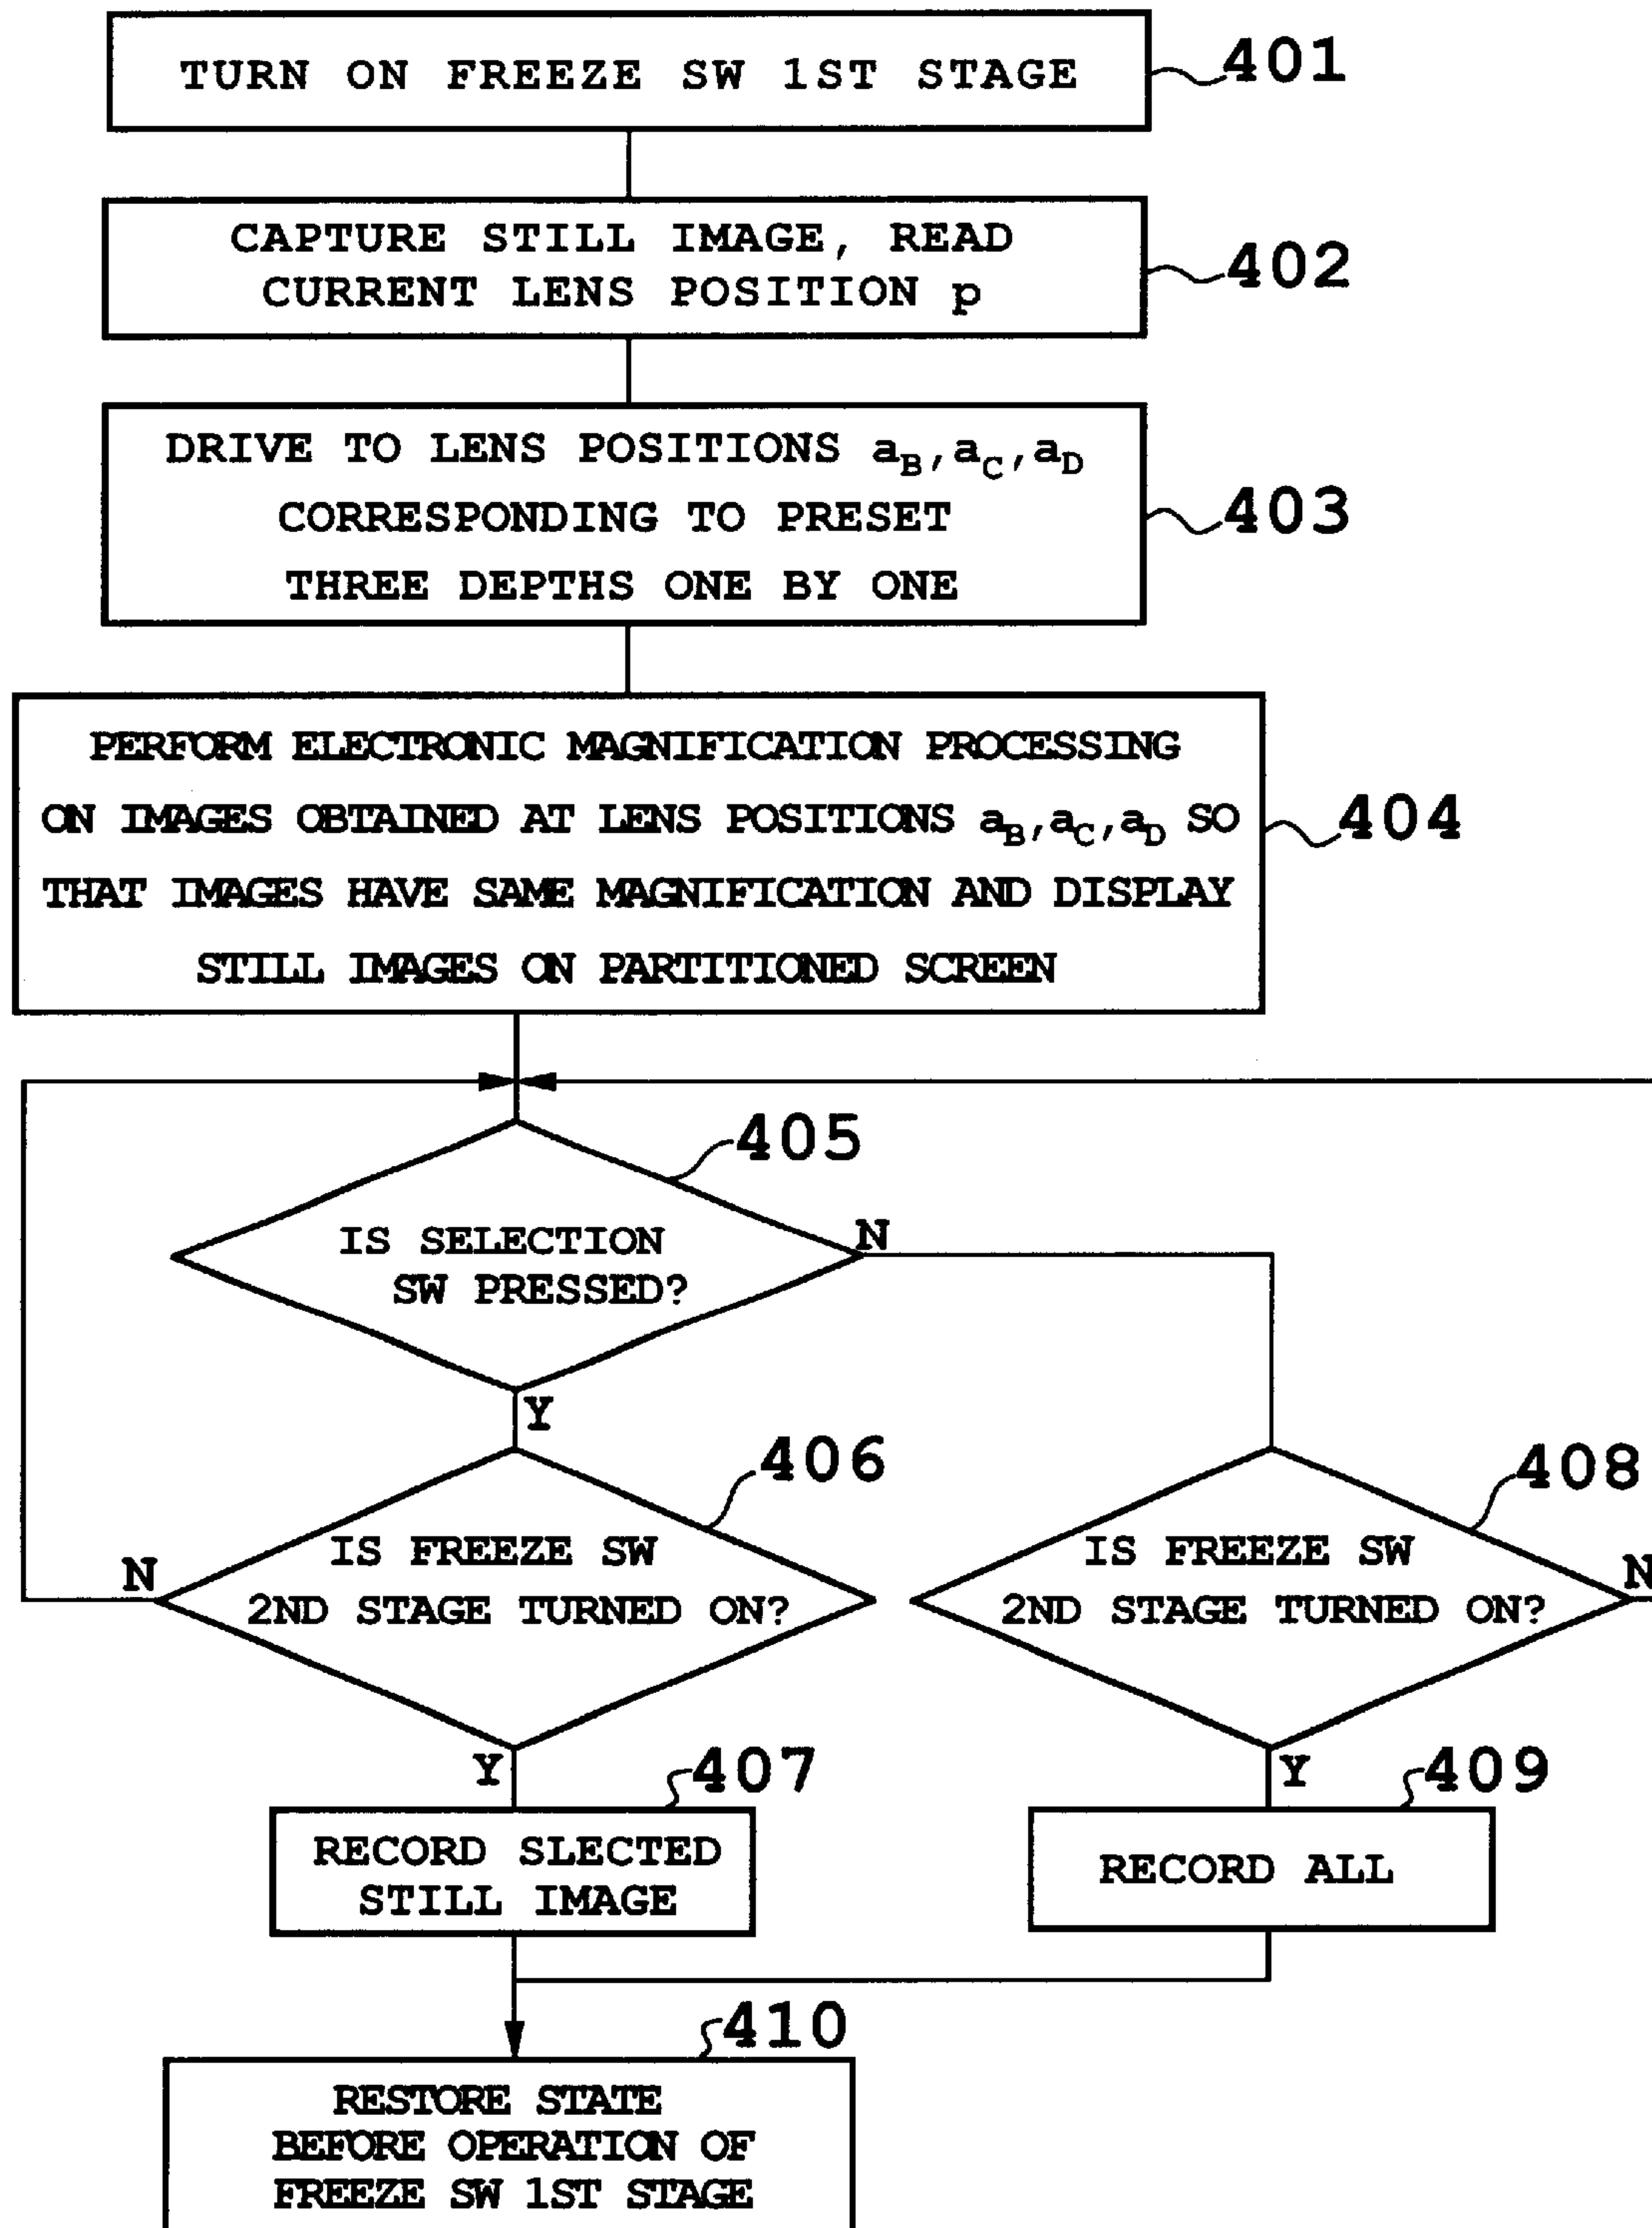 TURN ON FREEZE SW 1ST STAGE
401
CAPTURE STILL IMAGE, READ
CURRENT LENS POSITION p
402
DRIVE TO LENS POSITIONS aB,aC,aD
CORRESPONDING TO PRESET
THREE DEPTHS ONE BY ONE
403
PERFORM ELECTRONIC MAGNIFICATION PROCESSING
ON IMAGES OBTAINED AT LENS POSITIONS aB,aC,aD SO
THAT IMAGES HAVE SAME MAGNIFICATION AND DISPLAY
STILL IMAGES ON PARTITIONED SCREEN
404
405
IS SELECTION
SW PRESSED?
N
Y
406
IS FREEZE SW
2ND STAGE TURNED ON?
N
Y
408
IS FREEZE SW
2ND STAGE TURNED ON?
N
Y
407
RECORD SLECTED
STILL IMAGE
409
RECORD ALL
410
RESTORE STATE
BEFORE OPERATION OF
FREEZE SW 1ST STAGE